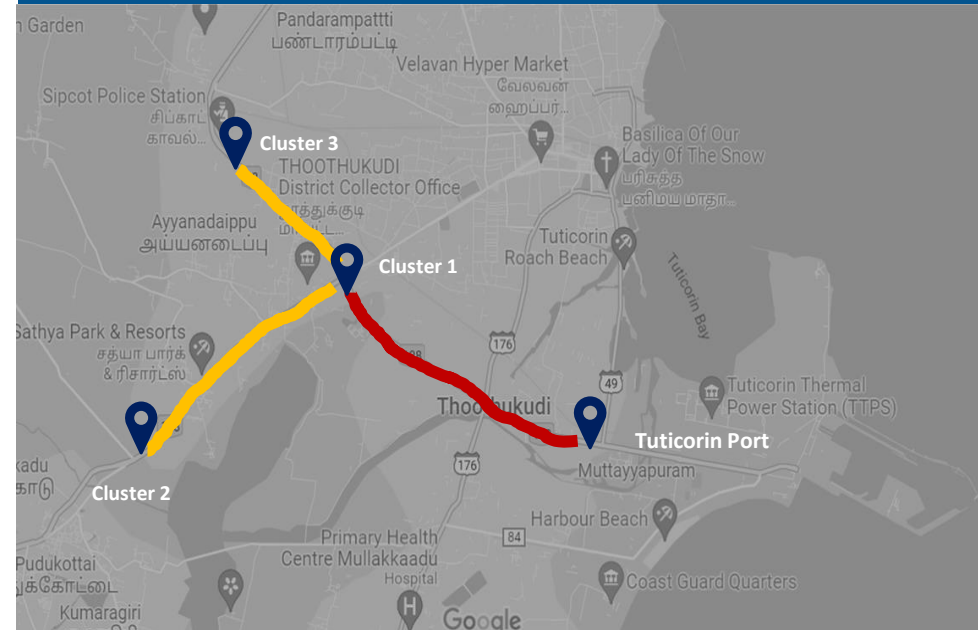 n Garden
Pandarampattti
பண்டாரம்பட்டி
Velavan Hyper Market
வேலவன்
ஹைப்பர்...
Sipcot Police Station
சிப்காட்
காவல்...
Cluster 3
Basilica Of Our
Lady Of The Snow
பரிசுத்த
பனிமய மாதா...
THOOTHUKUDI
District Collector Office
Ayyanadaippu
அய்யனடைப்பு
Tuticorin
Roach Beach
Cluster 1
Tuticorin Bay
Sathya Park & Resorts
சத்யா பார்க்
& ரிசார்ட்ஸ்
176
49
Tuticorin Thermal
Power Station (TTPS)
Thoothukudi
Tuticorin Port
Muttayyapuram
176
Cluster 2
Harbour Beach
84
Primary Health
Centre Mullakkaadu
Hospital
Pudukottai
Coast Guard Quarters
Kumaragiri
H
Google